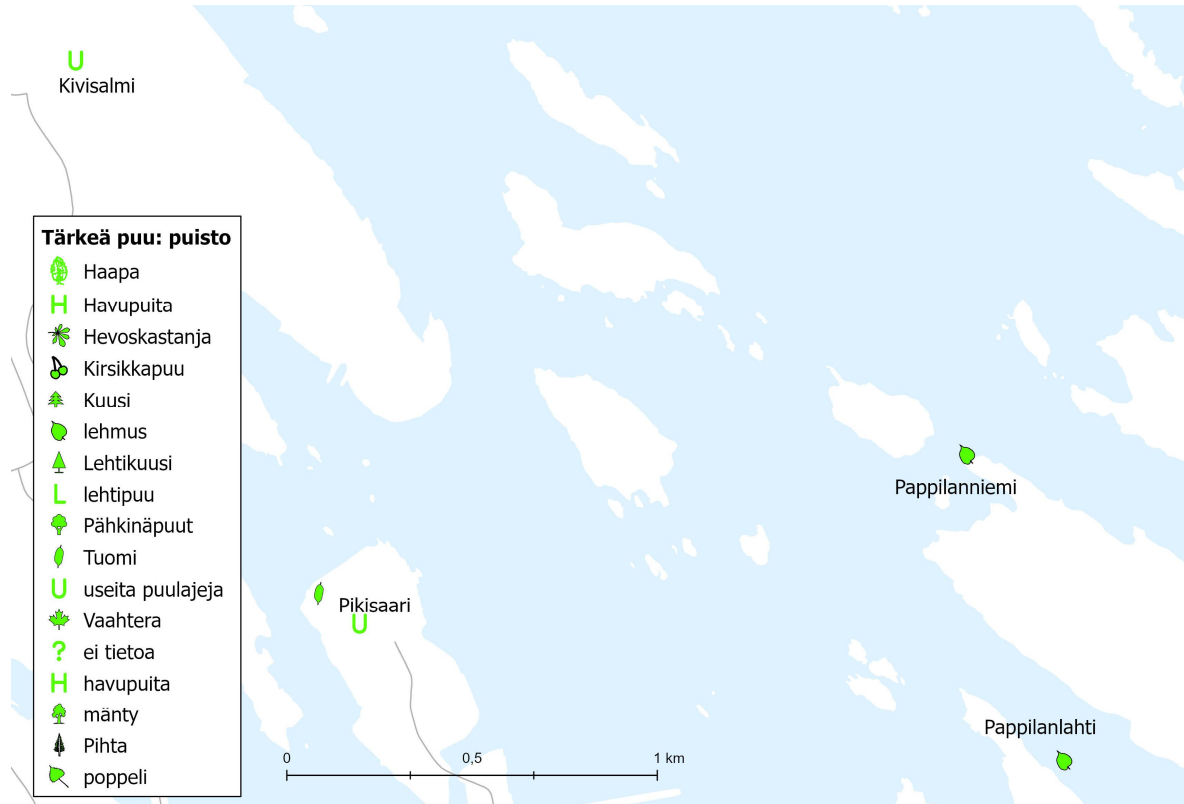 U
Kivisalmi
Tärkeä puu: puisto
Haapa
H Havupuita
Hevoskastanja
Kirsikkapuu
Kuusi
lehmus
Lehtikuusi
L lehtipuu
Pähkinäpuut
Tuomi
U useita puulajeja
Vaahtera
? ei tietoa
H havupuita
mänty
Pihta
poppeli
Pappilanniemi
Pikisaari
U
Pappilanlahti
0 0,5 1 km